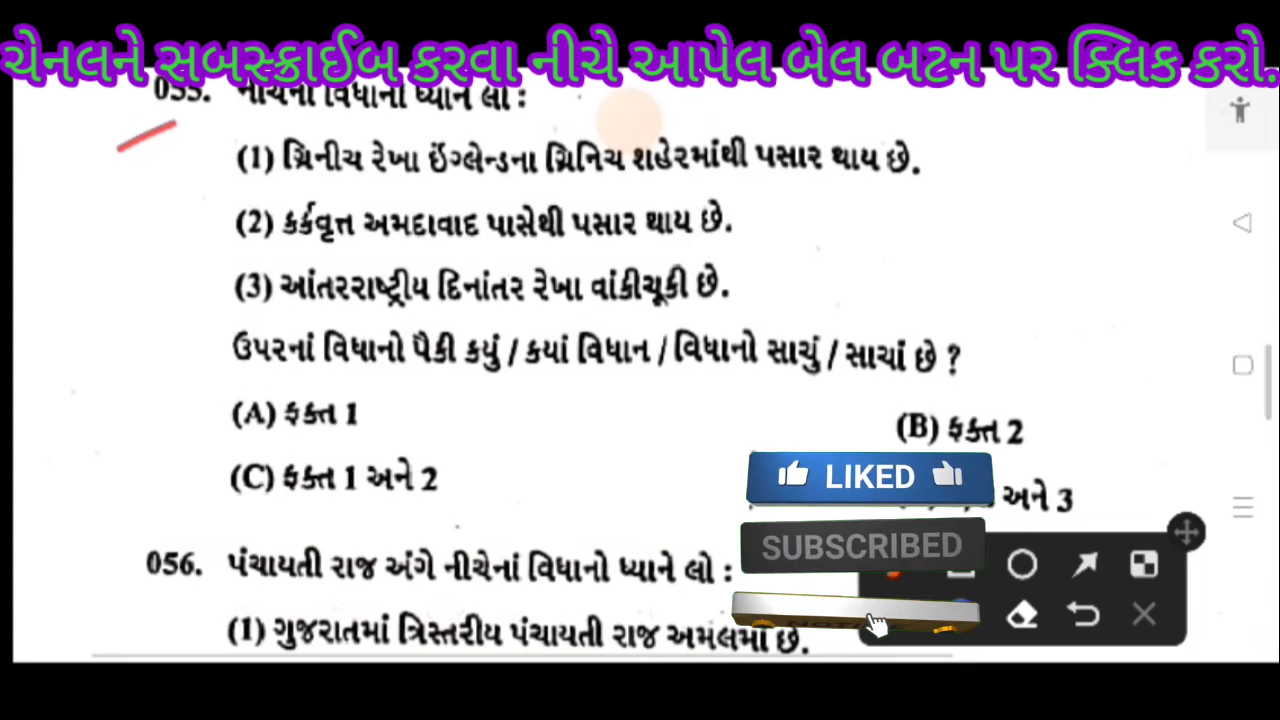 ચેનલને સબસ્ક્રાઈબ કરવા નીચે આપેલ બેલ બટન પર ક્લિક કરો.
055. નીચેનાં વિધાનો ધ્યાને લો :
(1) ગ્રિનીચ રેખા ઈંગ્લેન્ડના ગ્રિનિચ શહેરમાંથી પસાર થાય છે.
(2) કર્કવૃત્ત અમદાવાદ પાસેથી પસાર થાય છે.
(3) આંતરરાષ્ટ્રીય દિનાંતર રેખા વાંકીચૂકી છે.
ઉપરનાં વિધાનો પૈકી કયું / કયાં વિધાન / વિધાનો સાચું / સાચાં છે ?
(A) ફક્ત 1
(B) ફક્ત 2
(C) ફક્ત 1 અને 2
અને 3
LIKED
SUBSCRIBED
056. પંચાયતી રાજ અંગે નીચેનાં વિધાનો ધ્યાને લો :
(1) ગુજરાતમાં ત્રિસ્તરીય પંચાયતી રાજ અમલમાં છે.